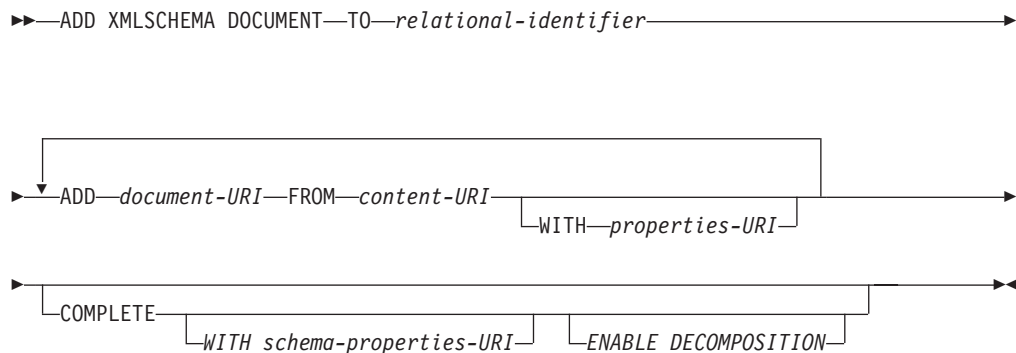 ADD XMLSCHEMA DOCUMENT TO relational-identifier
ADD document-URI FROM content-URI
WITH properties-URI
COMPLETE
WITH schema-properties-URI ENABLE DECOMPOSITION